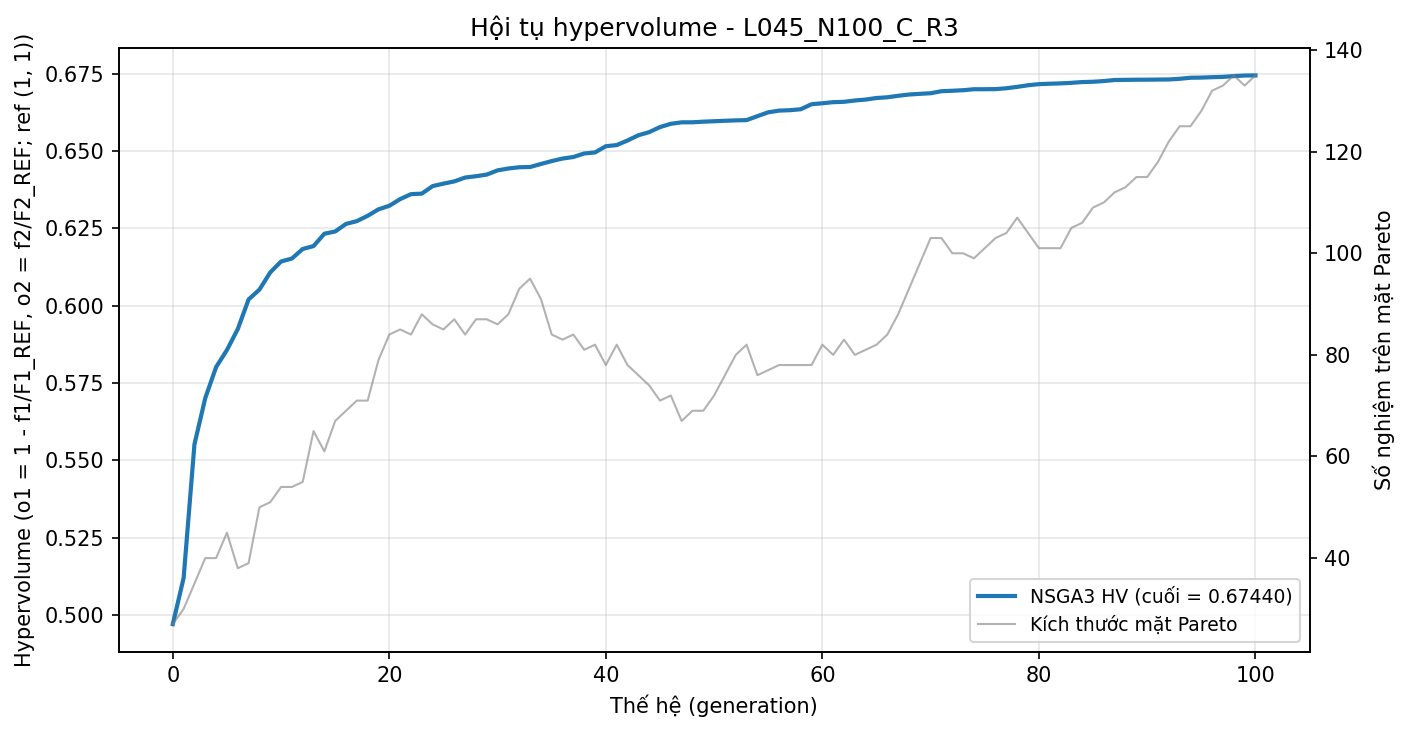 Hội tụ hypervolume - L045_N100_C_R3
Hypervolume (o1 = 1 - f1/F1_REF, o2 = f2/F2_REF; ref (1, 1))
0.675
0.650
0.625
0.600
0.575
0.550
0.525
0.500
140
120
100
80
60
40
Số nghiệm trên mặt Pareto
NSGA3 HV (cuối = 0.67440)
Kích thước mặt Pareto
0 20 40 60 80 100
Thế hệ (generation)